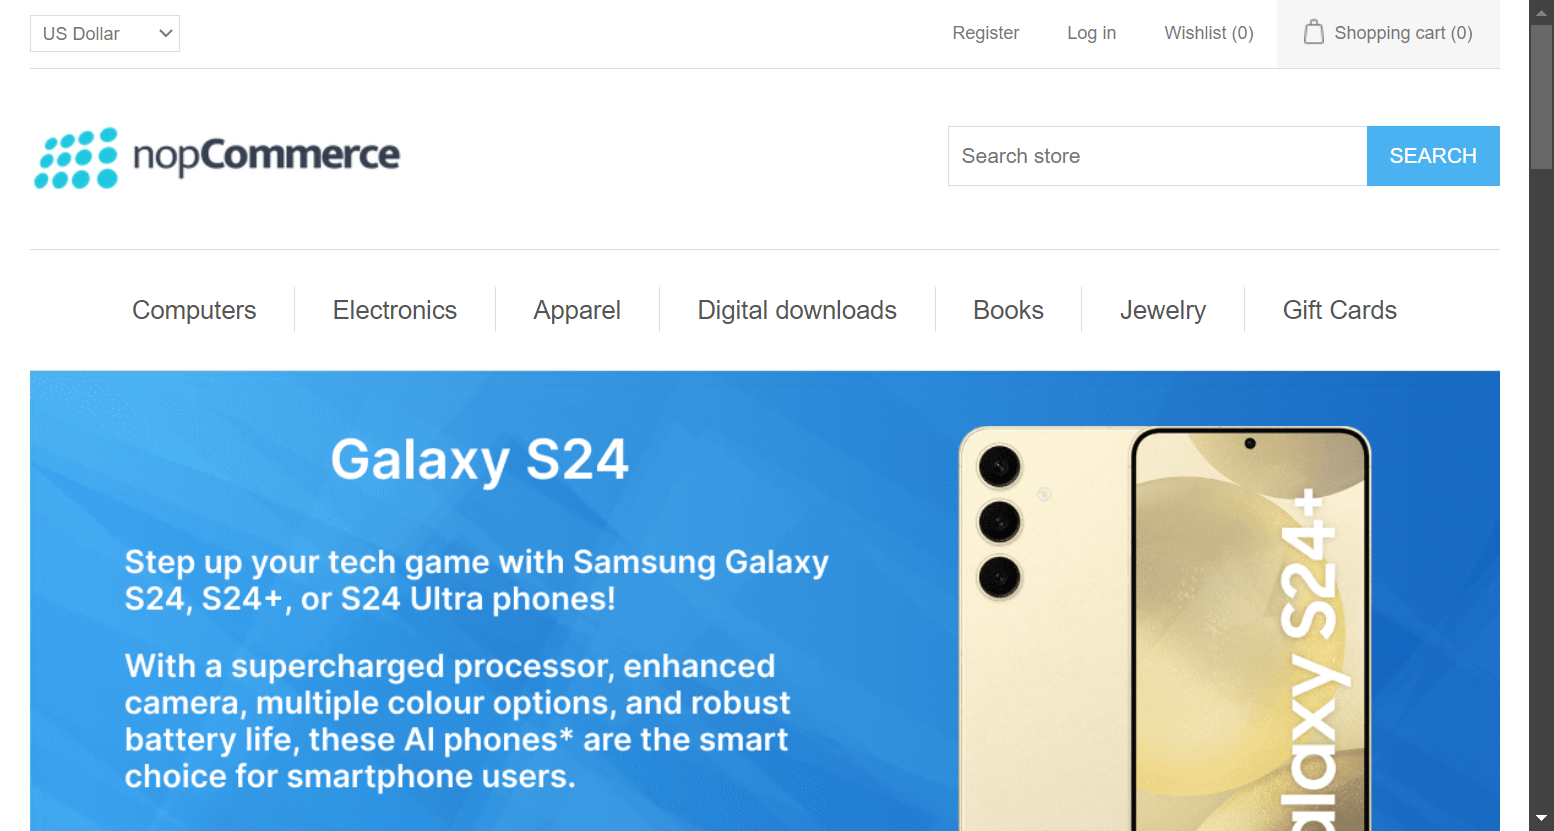 US Dollar
Register
Log in
Wishlist (0)
Shopping cart (0)
nopCommerce
Search store
SEARCH
Computers
Electronics
Apparel
Digital downloads
Books
Jewelry
Gift Cards
Galaxy S24
Step up your tech game with Samsung Galaxy
S24, S24+, or S24 Ultra phones!
With a supercharged processor, enhanced
camera, multiple colour options, and robust
battery life, these AI phones* are the smart
choice for smartphone users.
alaxy S24+